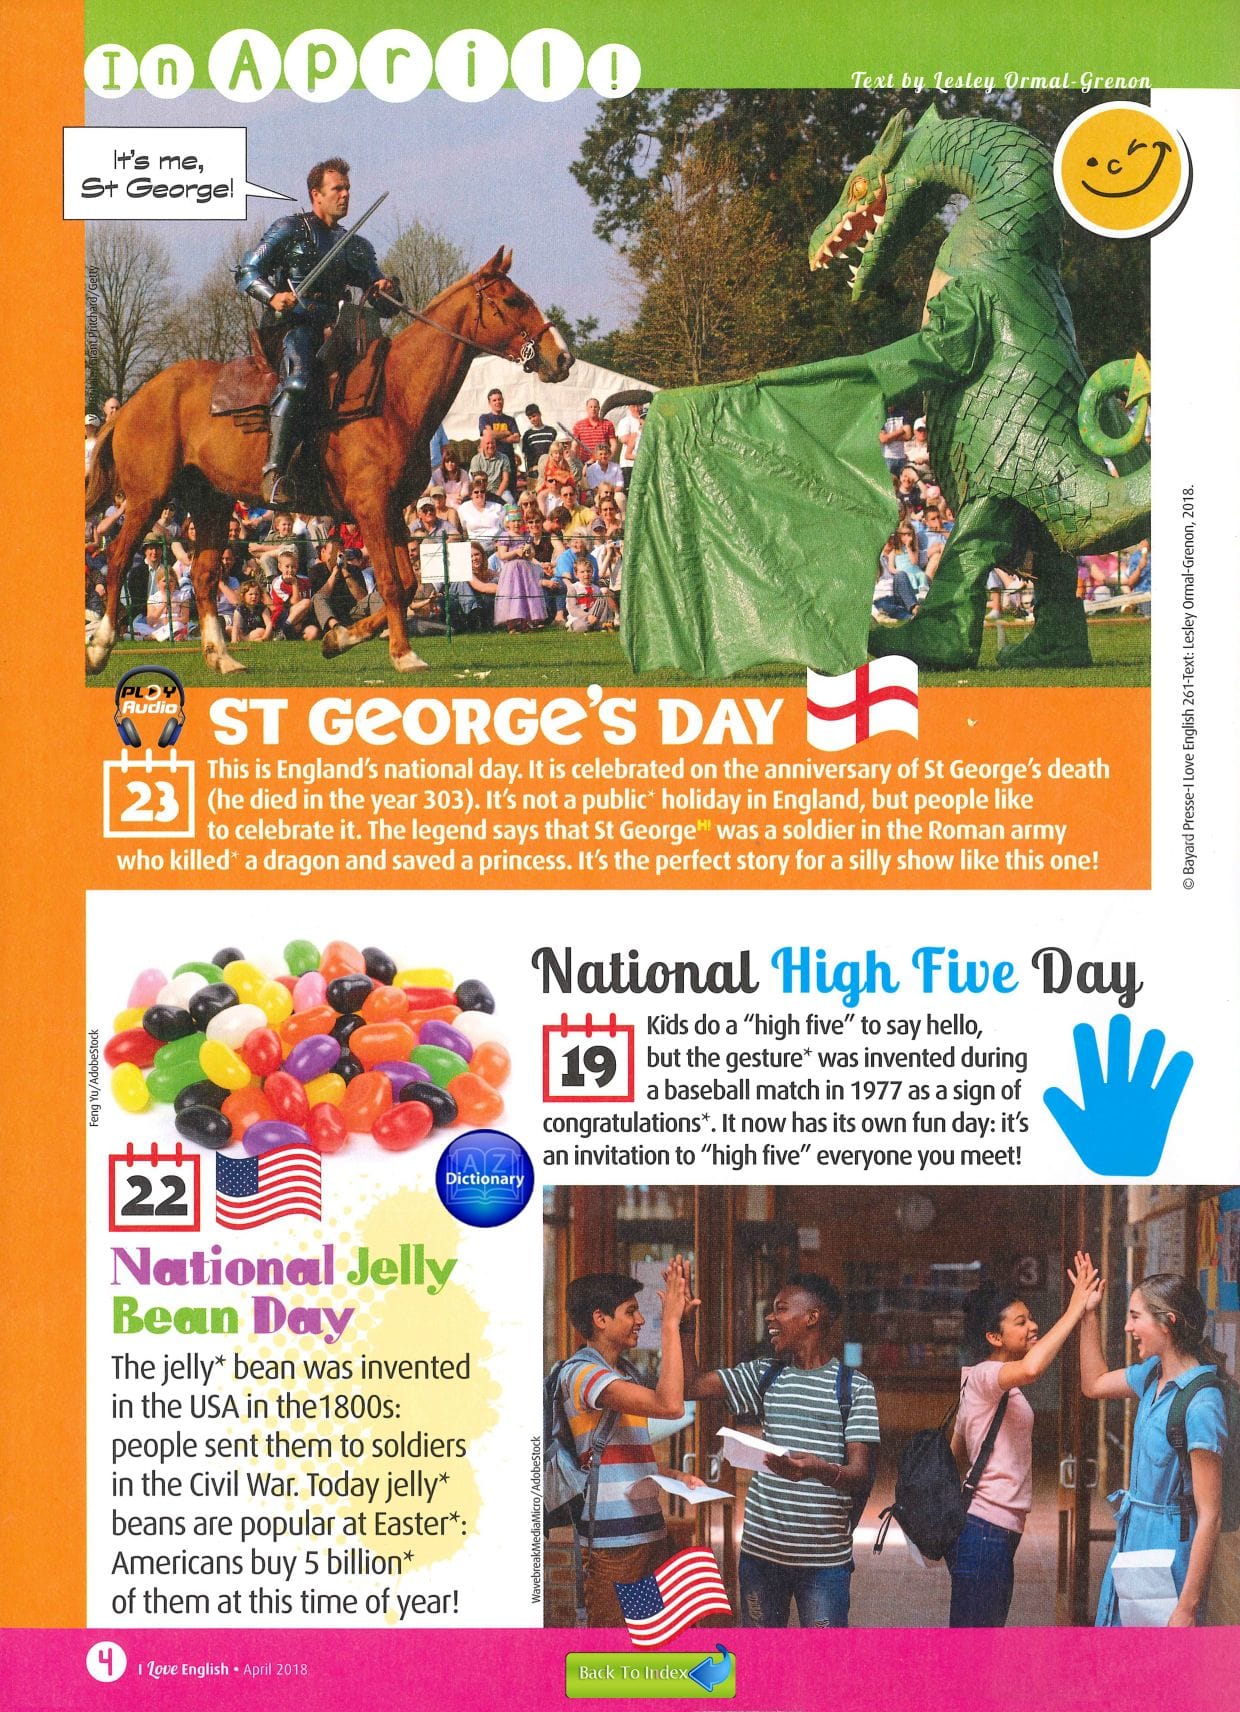 In April!
Text by Lesley Ormal-Grenon
It's me,
St George!
Grant Pritchard/Getty
© Bayard Presse-I Love English 261-Text: Lesley Ormal-Grenon, 2018.
PLAY
Audio
ST GEORGE'S DAY
23
This is England's national day. It is celebrated on the anniversary of St George's death
(he died in the year 303). It's not a public* holiday in England, but people like
to celebrate it. The legend says that St George H! was a soldier in the Roman army
who killed* a dragon and saved a princess. It's the perfect story for a silly show like this one!
National High Five Day
19
Kids do a “high five” to say hello,
but the gesture* was invented during
a baseball match in 1977 as a sign of
congratulations*. It now has its own fun day: it's
an invitation to “high five” everyone you meet!
Feng Yu/AdobeStock
A Z
Dictionary
22
National Jelly
Bean Day
The jelly* bean was invented
in the USA in the1800s:
people sent them to soldiers
in the Civil War. Today jelly*
beans are popular at Easter*:
Americans buy 5 billion*
of them at this time of year!
3
WavebreakMediaMicro/AdobeStock
4 I Love English • April 2018
Back To Index